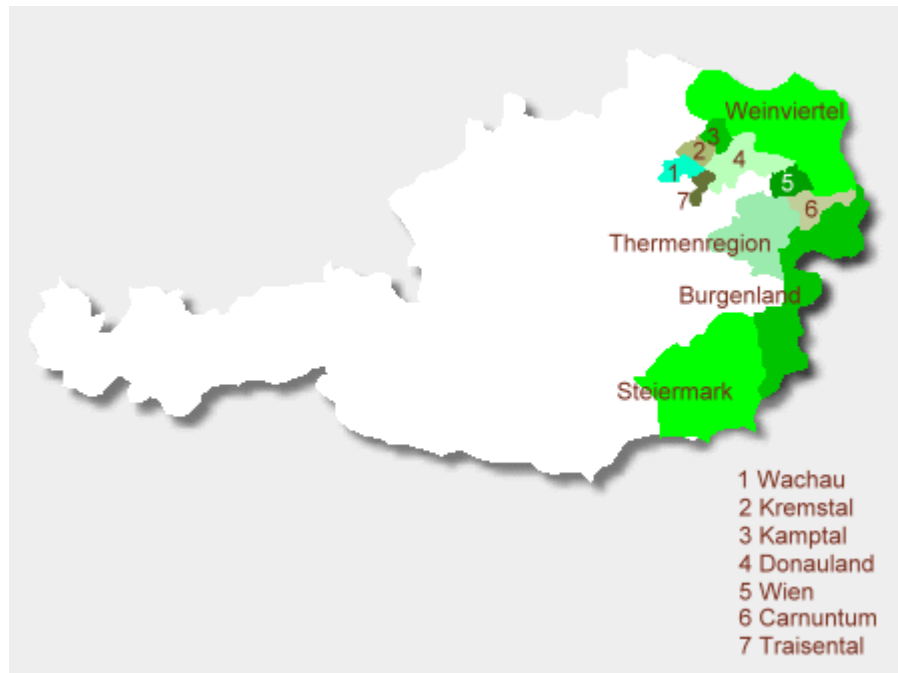 Weinviertel
3
2
4
1
5
7
6
Thermenregion
Burgenland
Steiermark
1 Wachau
2 Kremstal
3 Kamptal
4 Donauland
5 Wien
6 Carnuntum
7 Traisental